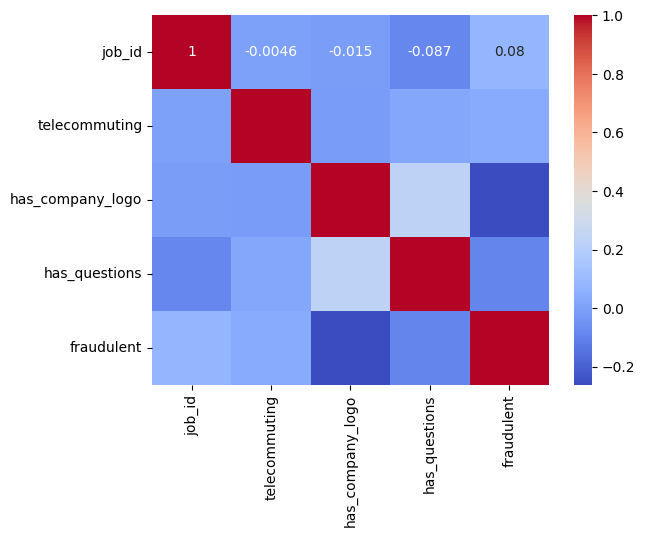 job_id
1 -0.0046 -0.015 -0.087 0.08
telecommuting
has_company_logo
has_questions
fraudulent
job_id
telecommuting
has_company_logo
has_questions
fraudulent
1.0
0.8
0.6
0.4
0.2
0.0
−0.2